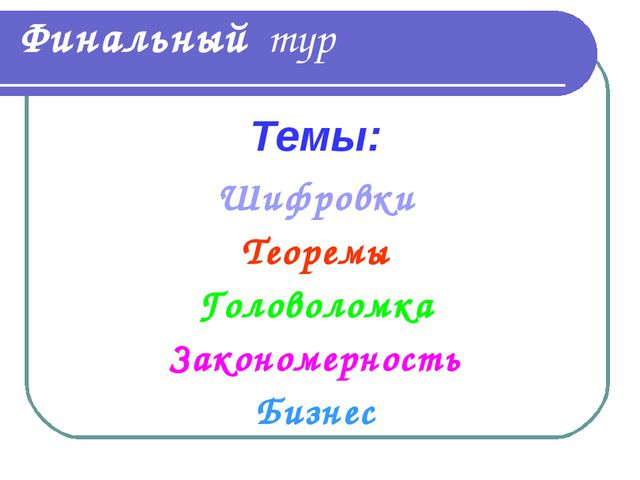 Финальный тур
Темы:
Шифровки
Теоремы
Головоломка
Закономерность
Бизнес